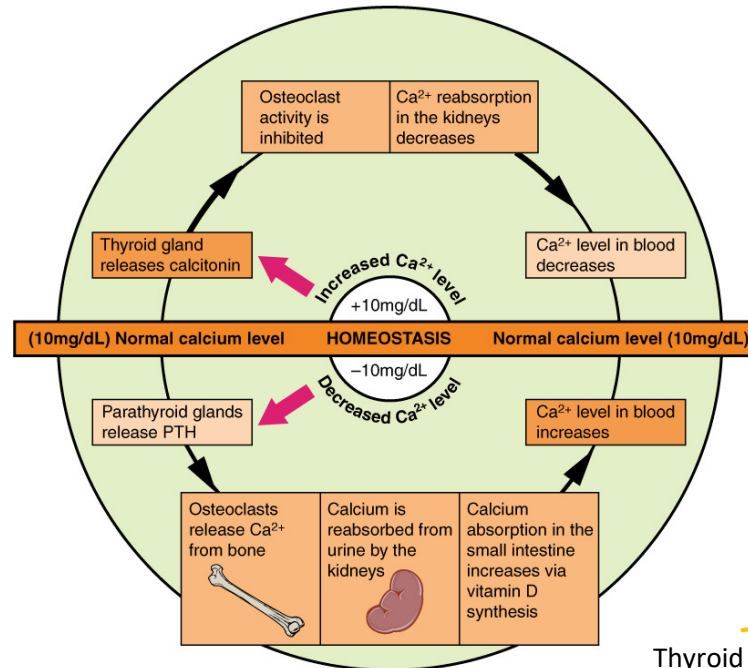 Osteoclast
activity is
inhibited
Ca²⁺ reabsorption
in the kidneys
decreases
Thyroid gland
releases calcitonin
Ca²⁺ level in blood
decreases
Increased Ca²⁺ level
+10mg/dL
(10mg/dL) Normal calcium level
HOMEOSTASIS
Normal calcium level (10mg/dL)
−10mg/dL
Decreased Ca²⁺ level
Parathyroid glands
release PTH
Ca²⁺ level in blood
increases
Osteoclasts
release Ca²⁺
from bone
Calcium is
reabsorbed from
urine by the
kidneys
Calcium
absorption in the
small intestine
increases via
vitamin D
synthesis
Thyroid